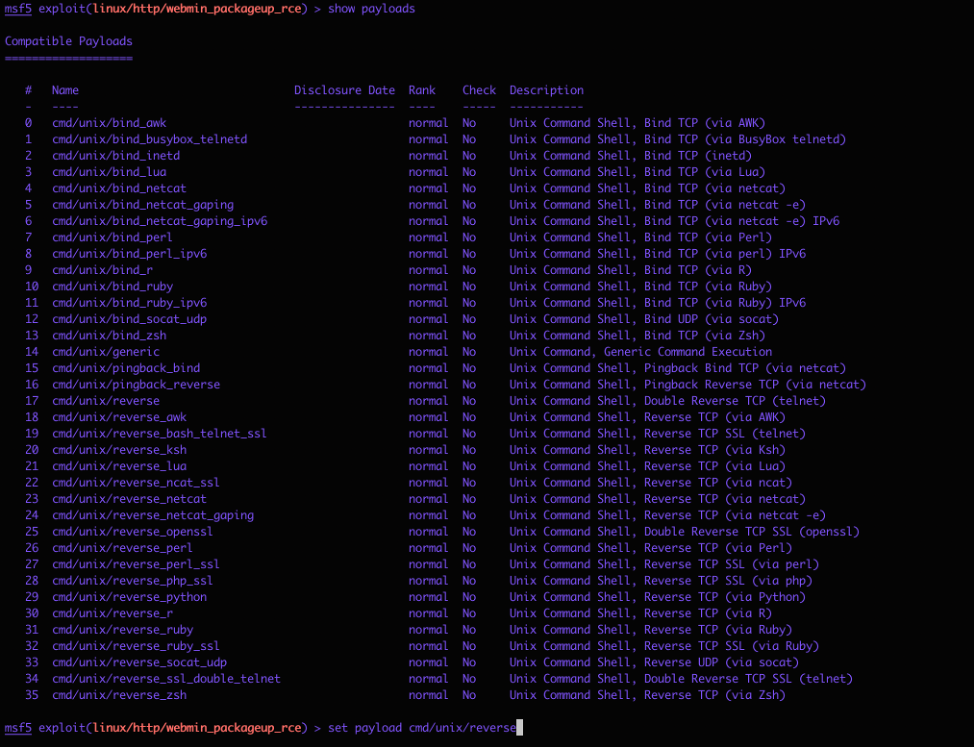 msf5 exploit(linux/http/webmin_packageup_rce) > show payloads
Compatible Payloads
===================
# Name Disclosure Date Rank Check Description
- ---- --------------- ---- ----- -----------
0 cmd/unix/bind_awk normal No Unix Command Shell, Bind TCP (via AWK)
1 cmd/unix/bind_busybox_telnetd normal No Unix Command Shell, Bind TCP (via BusyBox telnetd)
2 cmd/unix/bind_inetd normal No Unix Command Shell, Bind TCP (inetd)
3 cmd/unix/bind_lua normal No Unix Command Shell, Bind TCP (via Lua)
4 cmd/unix/bind_netcat normal No Unix Command Shell, Bind TCP (via netcat)
5 cmd/unix/bind_netcat_gaping normal No Unix Command Shell, Bind TCP (via netcat -e)
6 cmd/unix/bind_netcat_gaping_ipv6 normal No Unix Command Shell, Bind TCP (via netcat -e) IPv6
7 cmd/unix/bind_perl normal No Unix Command Shell, Bind TCP (via Perl)
8 cmd/unix/bind_perl_ipv6 normal No Unix Command Shell, Bind TCP (via perl) IPv6
9 cmd/unix/bind_r normal No Unix Command Shell, Bind TCP (via R)
10 cmd/unix/bind_ruby normal No Unix Command Shell, Bind TCP (via Ruby)
11 cmd/unix/bind_ruby_ipv6 normal No Unix Command Shell, Bind TCP (via Ruby) IPv6
12 cmd/unix/bind_socat_udp normal No Unix Command Shell, Bind UDP (via socat)
13 cmd/unix/bind_zsh normal No Unix Command Shell, Bind TCP (via Zsh)
14 cmd/unix/generic normal No Unix Command, Generic Command Execution
15 cmd/unix/pingback_bind normal No Unix Command Shell, Pingback Bind TCP (via netcat)
16 cmd/unix/pingback_reverse normal No Unix Command Shell, Pingback Reverse TCP (via netcat)
17 cmd/unix/reverse normal No Unix Command Shell, Double Reverse TCP (telnet)
18 cmd/unix/reverse_awk normal No Unix Command Shell, Reverse TCP (via AWK)
19 cmd/unix/reverse_bash_telnet_ssl normal No Unix Command Shell, Reverse TCP SSL (telnet)
20 cmd/unix/reverse_ksh normal No Unix Command Shell, Reverse TCP (via Ksh)
21 cmd/unix/reverse_lua normal No Unix Command Shell, Reverse TCP (via Lua)
22 cmd/unix/reverse_ncat_ssl normal No Unix Command Shell, Reverse TCP (via ncat)
23 cmd/unix/reverse_netcat normal No Unix Command Shell, Reverse TCP (via netcat)
24 cmd/unix/reverse_netcat_gaping normal No Unix Command Shell, Reverse TCP (via netcat -e)
25 cmd/unix/reverse_openssl normal No Unix Command Shell, Double Reverse TCP SSL (openssl)
26 cmd/unix/reverse_perl normal No Unix Command Shell, Reverse TCP (via Perl)
27 cmd/unix/reverse_perl_ssl normal No Unix Command Shell, Reverse TCP SSL (via perl)
28 cmd/unix/reverse_php_ssl normal No Unix Command Shell, Reverse TCP SSL (via php)
29 cmd/unix/reverse_python normal No Unix Command Shell, Reverse TCP (via Python)
30 cmd/unix/reverse_r normal No Unix Command Shell, Reverse TCP (via R)
31 cmd/unix/reverse_ruby normal No Unix Command Shell, Reverse TCP (via Ruby)
32 cmd/unix/reverse_ruby_ssl normal No Unix Command Shell, Reverse TCP SSL (via Ruby)
33 cmd/unix/reverse_socat_udp normal No Unix Command Shell, Reverse UDP (via socat)
34 cmd/unix/reverse_ssl_double_telnet normal No Unix Command Shell, Double Reverse TCP SSL (telnet)
35 cmd/unix/reverse_zsh normal No Unix Command Shell, Reverse TCP (via Zsh)
msf5 exploit(linux/http/webmin_packageup_rce) > set payload cmd/unix/reverse